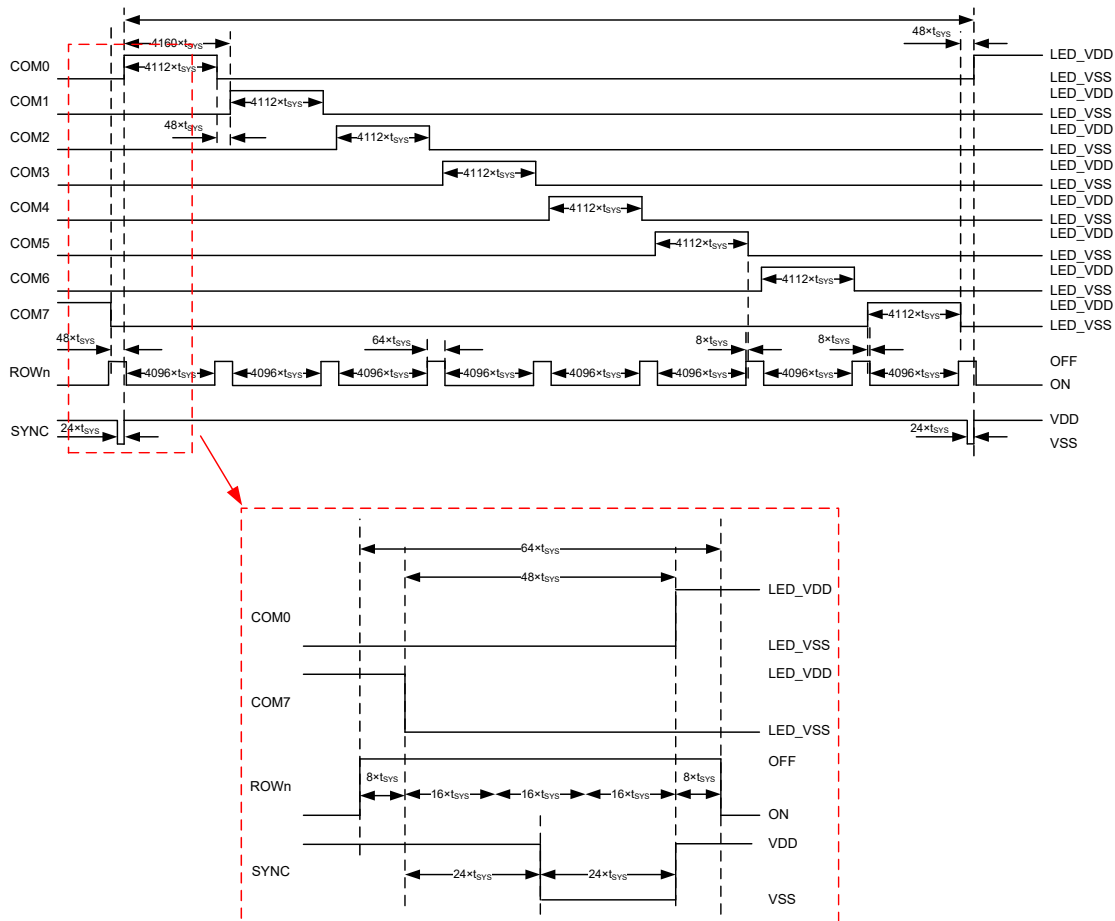 4160×tSYS 48×tSYS
COM0 4112×tSYS LED_VDD
LED_VSS
COM1 4112×tSYS LED_VDD
LED_VSS
48×tSYS
COM2 4112×tSYS LED_VDD
LED_VSS
COM3 4112×tSYS LED_VDD
LED_VSS
COM4 4112×tSYS LED_VDD
LED_VSS
COM5 4112×tSYS LED_VDD
LED_VSS
COM6 4112×tSYS LED_VDD
LED_VSS
COM7 4112×tSYS LED_VDD
LED_VSS
48×tSYS 64×tSYS 8×tSYS 8×tSYS
OFF
ROWn 4096×tSYS 4096×tSYS 4096×tSYS 4096×tSYS 4096×tSYS 4096×tSYS 4096×tSYS 4096×tSYS
ON
VDD
SYNC 24×tSYS 24×tSYS
VSS
64×tSYS
48×tSYS
LED_VDD
COM0
LED_VSS
LED_VDD
COM7
LED_VSS
OFF
ROWn 8×tSYS 16×tSYS 16×tSYS 16×tSYS 8×tSYS
ON
VDD
SYNC 24×tSYS 24×tSYS
VSS